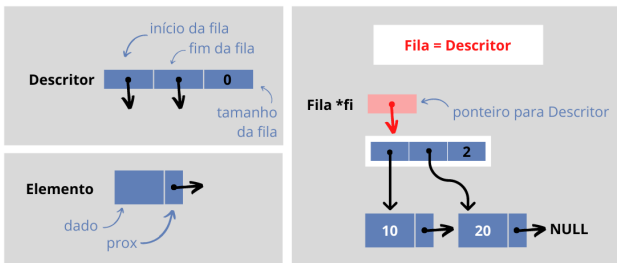 início da fila
fim da fila
Descritor
0
tamanho
da fila
Elemento
dado
prox
Fila = Descritor
Fila *fi
ponteiro para Descritor
2
10
20
NULL